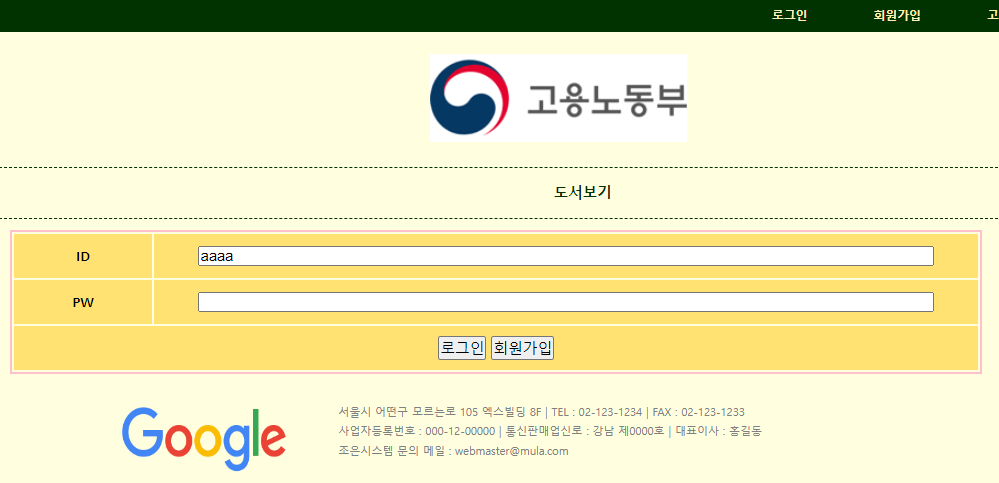 로그인 회원가입 고
고용노동부
도서보기
ID aaaa
PW
로그인 회원가입
Google
서울시 어떤구 모르는로 105 엑스빌딩 8F | TEL : 02-123-1234 | FAX : 02-123-1233
사업자등록번호 : 000-12-00000 | 통신판매업신로 : 강남 제0000호 | 대표이사 : 홍길동
조은시스템 문의 메일 : webmaster@mula.com